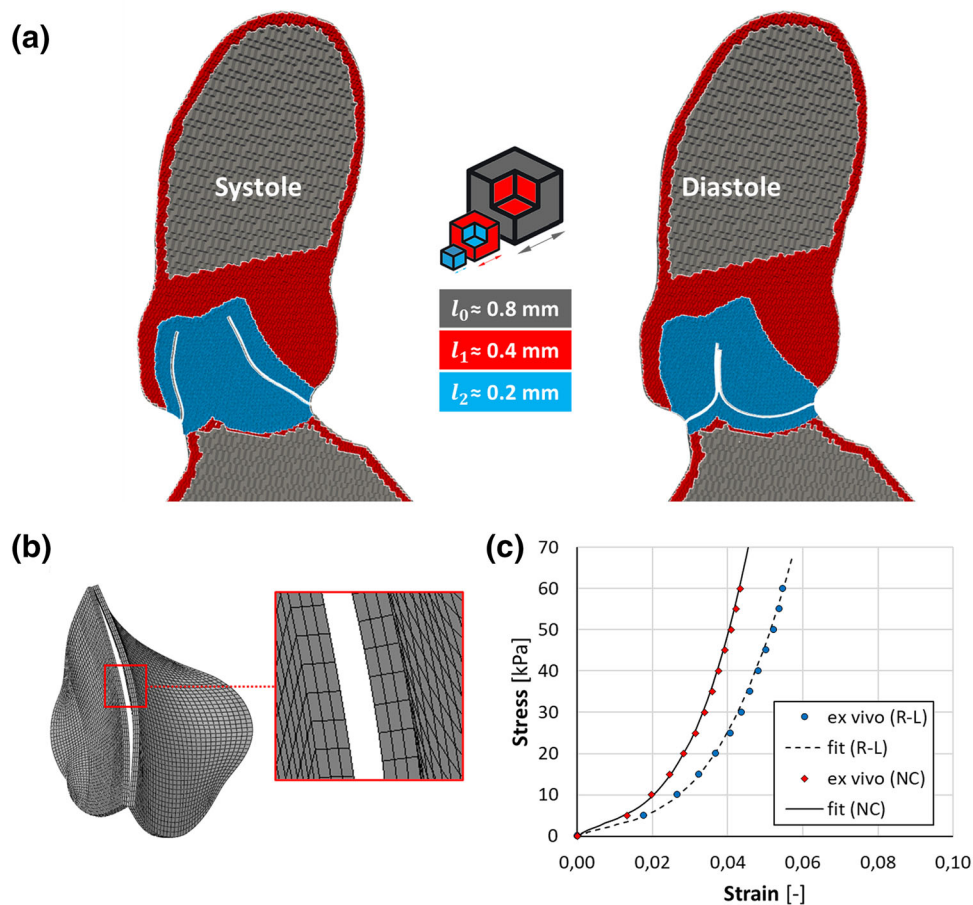 (a)
Systole
Diastole
l₀≈ 0.8 mm
l₁≈ 0.4 mm
l₂≈ 0.2 mm
(b)
(c)
70
60
50
40
30
20
10
0
Stress [kPa]
ex vivo (R-L)
fit (R-L)
ex vivo (NC)
fit (NC)
0,00 0,02 0,04 0,06 0,08 0,10
Strain [-]